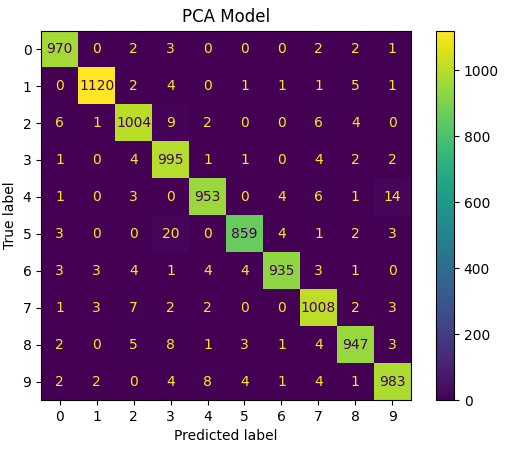 PCA Model
0 970 0 2 3 0 0 0 2 2 1
1 0 1120 2 4 0 1 1 1 5 1
2 6 1 1004 9 2 0 0 6 4 0
3 1 0 4 995 1 1 0 4 2 2
4 1 0 3 0 953 0 4 6 1 14
5 3 0 0 20 0 859 4 1 2 3
6 3 3 4 1 4 4 935 3 1 0
7 1 3 7 2 2 0 0 1008 2 3
8 2 0 5 8 1 3 1 4 947 3
9 2 2 0 4 8 4 1 4 1 983
0 1 2 3 4 5 6 7 8 9
True label
Predicted label
1000
800
600
400
200
0